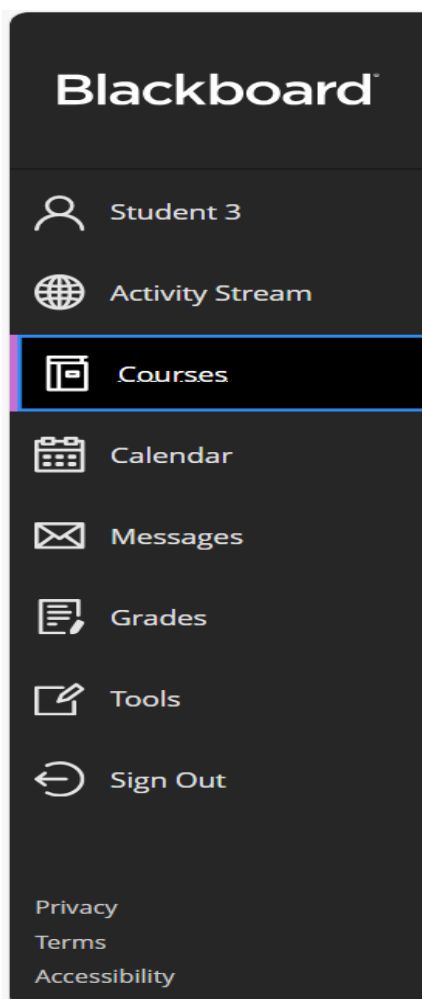 Blackboard
Student 3
Activity Stream
Courses
Calendar
Messages
Grades
Tools
Sign Out
Privacy
Terms
Accessibility